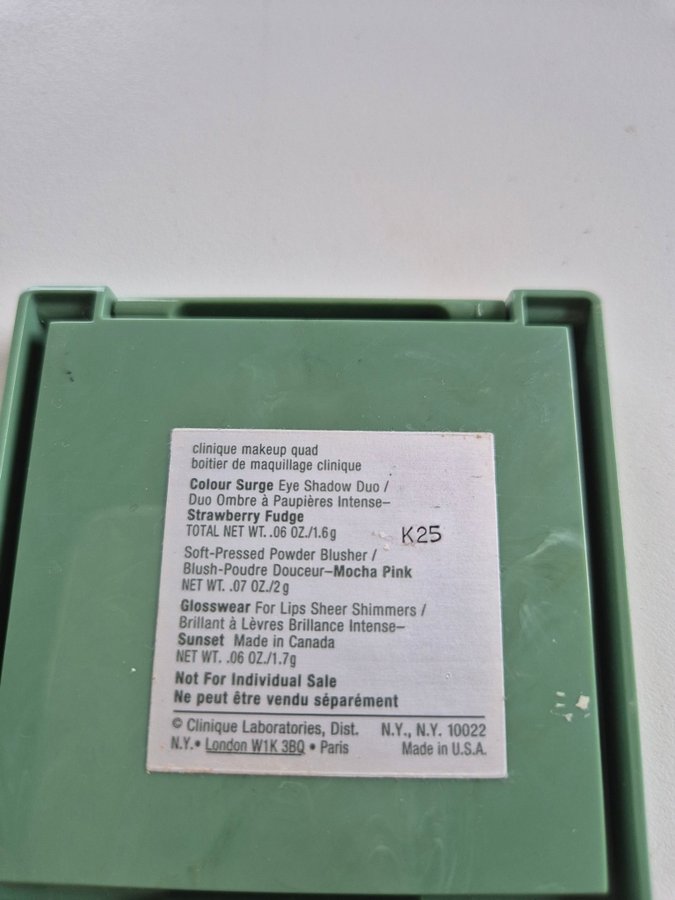 clinique makeup quad
boitier de maquillage clinique
Colour Surge Eye Shadow Duo /
Duo Ombre à Paupières Intense–
Strawberry Fudge
TOTAL NET WT. .06 OZ./1.6g
K25
Soft-Pressed Powder Blusher /
Blush-Poudre Douceur–Mocha Pink
NET WT. .07 OZ./2g
Glosswear For Lips Sheer Shimmers /
Brillant à Lèvres Brillance Intense–
Sunset Made in Canada
NET WT. .06 OZ./1.7g
Not For Individual Sale
Ne peut être vendu séparément
© Clinique Laboratories, Dist. N.Y., N.Y. 10022
N.Y.• London W1K 3BQ • Paris Made in U.S.A.